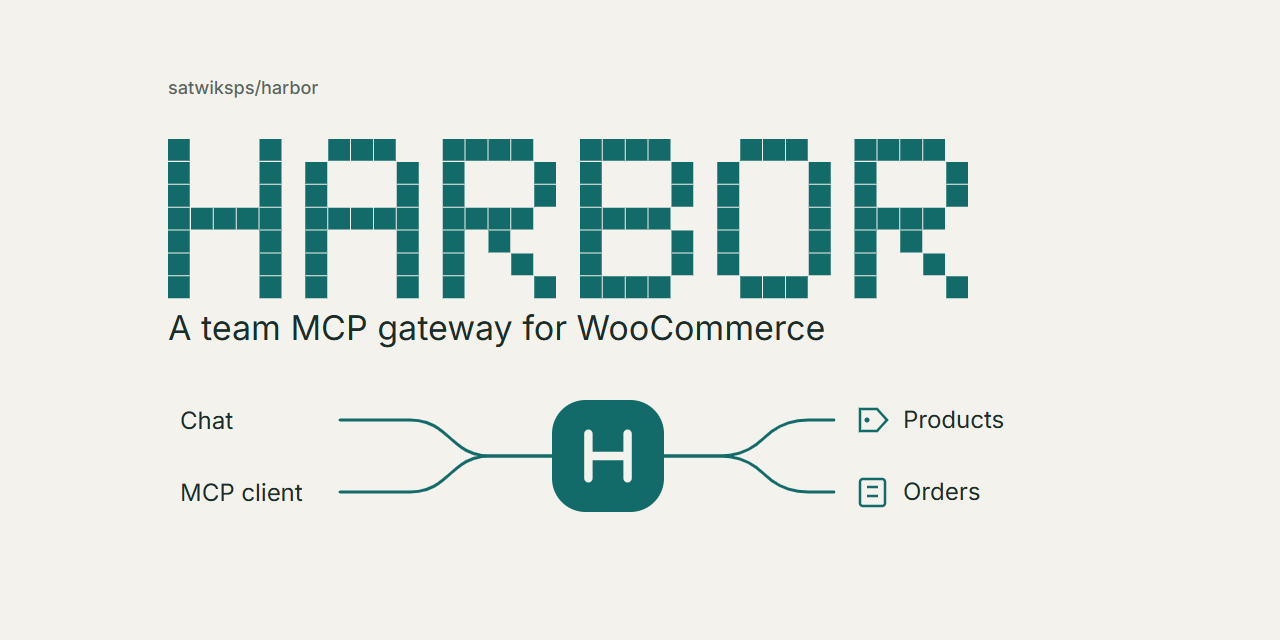 satwiksps/harbor
HARBOR
A team MCP gateway for WooCommerce
Chat
MCP client
H
Products
Orders